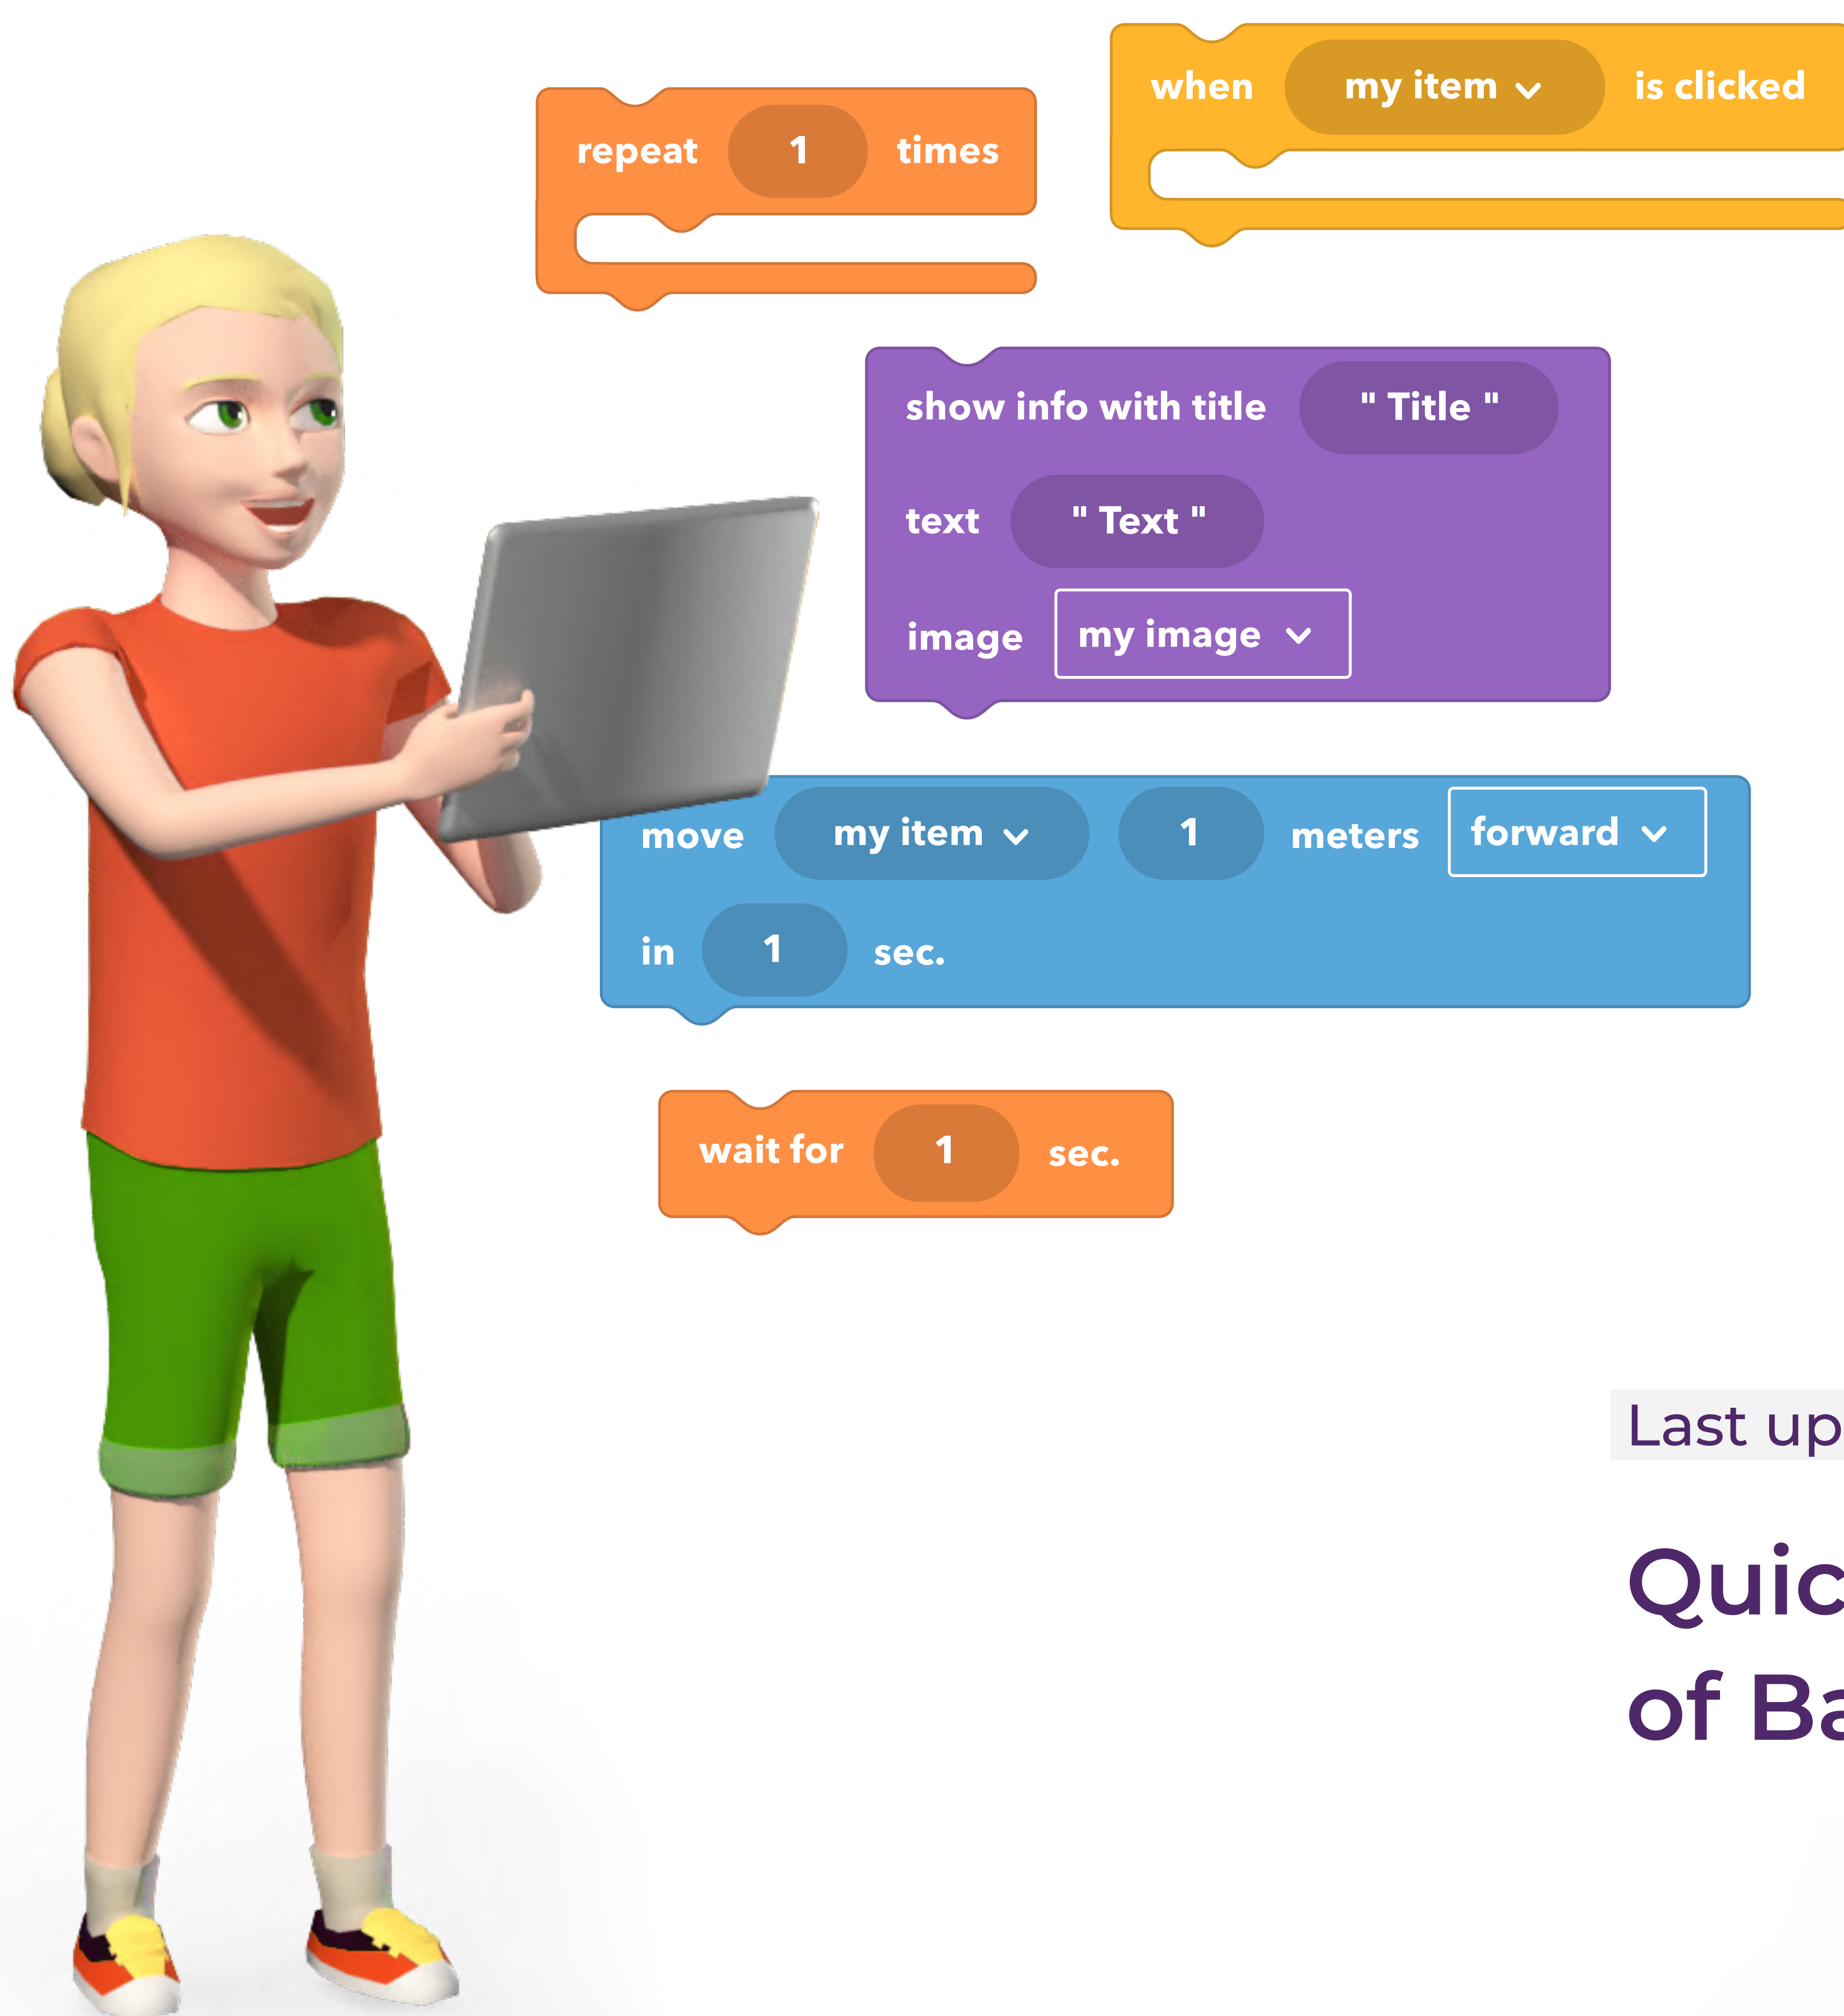 when my item is clicked
repeat 1 times
show info with title " Title "
text " Text "
image my image
move my item 1 meters forward
in 1 sec.
wait for 1 sec.
Last up
Quic
of Ba